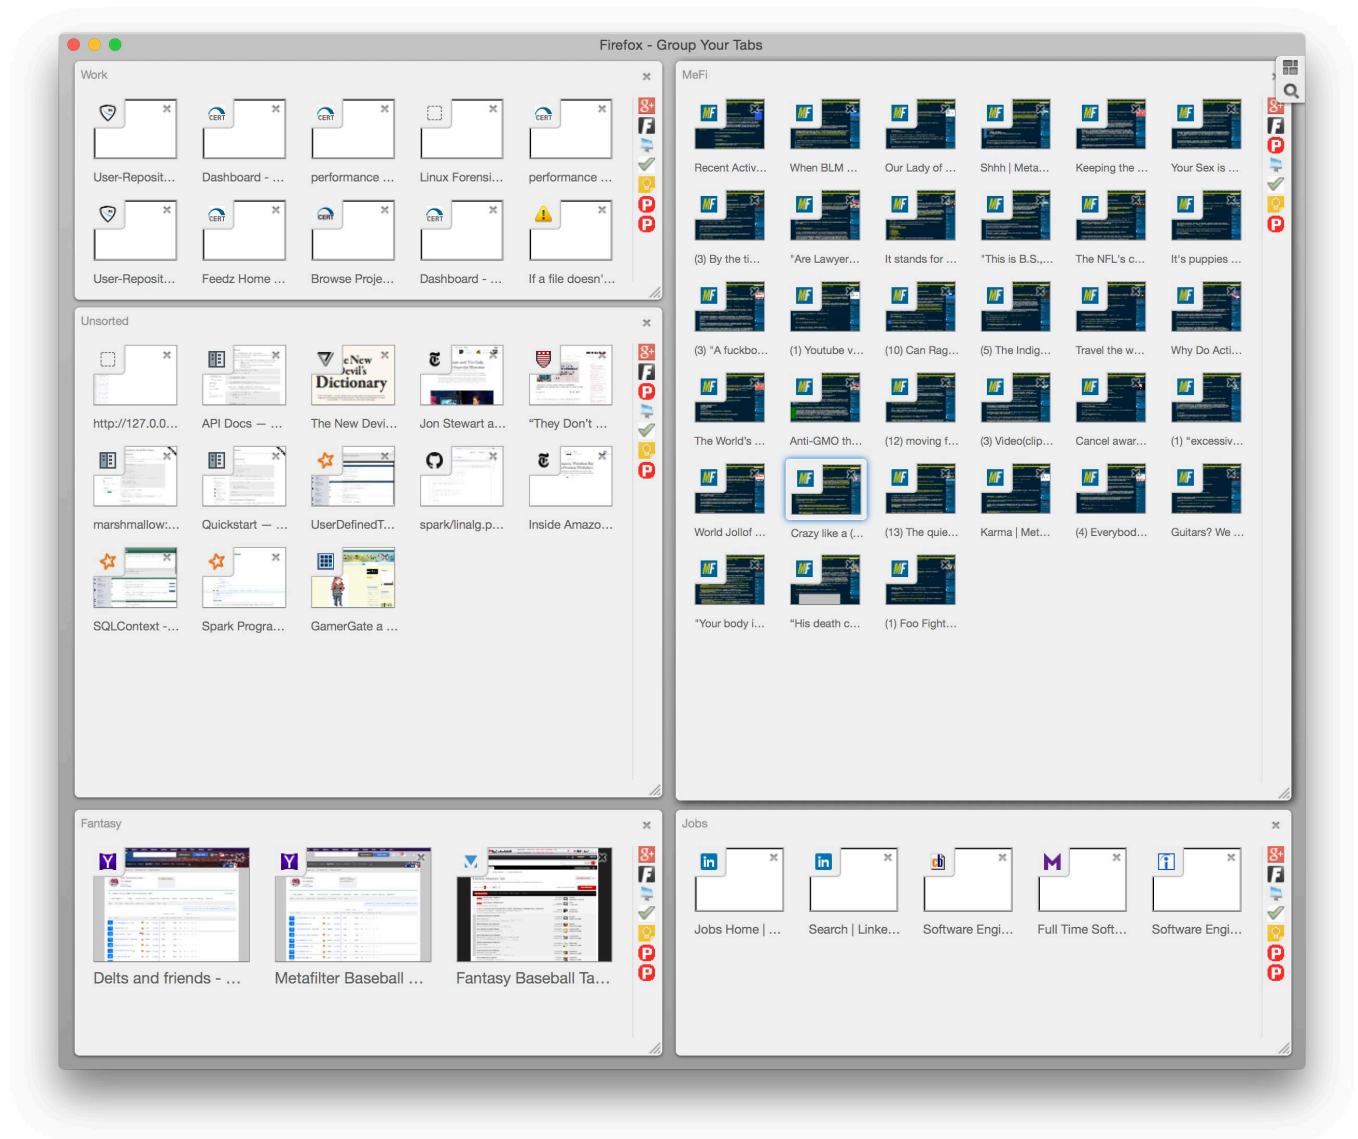 Firefox - Group Your Tabs
Work
User-Reposit...
Dashboard - ...
performance ...
Linux Forensi...
performance ...
User-Reposit...
Feedz Home ...
Browse Proje...
Dashboard - ...
If a file doesn'...
CERT
CERT
CERT
CERT
CERT
CERT
Unsorted
http://127.0.0...
API Docs — ...
The New Devi...
Jon Stewart a...
“They Don't ...
marshmallow:...
Quickstart — ...
UserDefinedT...
spark/linalg.p...
Inside Amazo...
SQLContext -...
Spark Progra...
GamerGate a ...
Dictionary
MeFi
Recent Activ...
When BLM ...
Our Lady of ...
Shhh | Meta...
Keeping the ...
Your Sex is ...
(3) By the ti...
"Are Lawyer...
It stands for ...
"This is B.S.,...
The NFL's c...
It's puppies ...
(3) "A fuckbo...
(1) Youtube v...
(10) Can Rag...
(5) The Indig...
Travel the w...
Why Do Acti...
The World's ...
Anti-GMO th...
(12) moving f...
(3) Video(clip...
Cancel awar...
(1) "excessiv...
World Jollof ...
Crazy like a (...
(13) The quie...
Karma | Met...
(4) Everybod...
Guitars? We ...
"Your body i...
“His death c...
(1) Foo Fight...
Fantasy
Delts and friends - ...
Metafilter Baseball ...
Fantasy Baseball Ta...
Jobs
Jobs Home | ...
Search | Linke...
Software Engi...
Full Time Soft...
Software Engi...